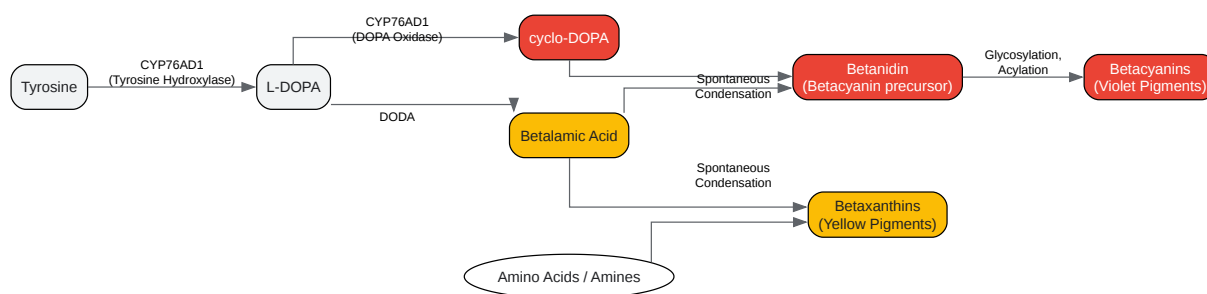 Tyrosine
CYP76AD1
(Tyrosine Hydroxylase)
L-DOPA
CYP76AD1
(DOPA Oxidase)
cyclo-DOPA
DODA
Betalamic Acid
Spontaneous
Condensation
Betanidin
(Betacyanin precursor)
Glycosylation,
Acylation
Betacyanins
(Violet Pigments)
Spontaneous
Condensation
Betaxanthins
(Yellow Pigments)
Amino Acids / Amines